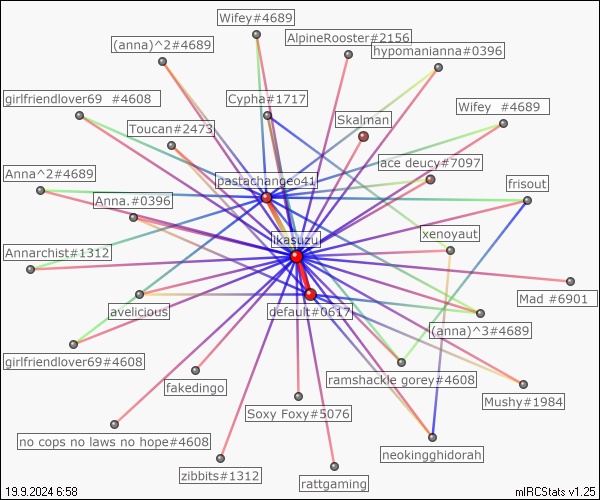 Wifey#4689
AlpineRooster#2156
(anna)^2#4689
hypomanianna#0396
girlfriendlover69 #4608
Cypha#1717
Wifey #4689
Toucan#2473
Skalman
ace deucy#7097
Anna^2#4689
pastachangeo41
frisout
Anna.#0396
ikasuzu
xenoyaut
Annarchist#1312
Mad #6901
avelicious
default#0617
(anna)^3#4689
girlfriendlover69#4608
fakedingo
ramshackle gorey#4608
Soxy Foxy#5076
Mushy#1984
no cops no laws no hope#4608
neokingghidorah
zibbits#1312
rattgaming
19.9.2024 6:58
mIRCStats v1.25